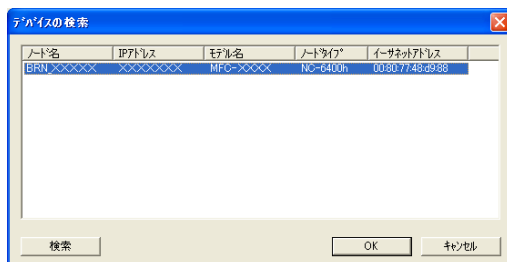 デバイスの検索
ノード名 IPアドレス モデル名 ノードタイプ イーサネットアドレス
BRN_XXXXX XXXXXXXX MFC-XXXX NC-6400h 00:80:77:48:d9:88
検索 OK キャンセル